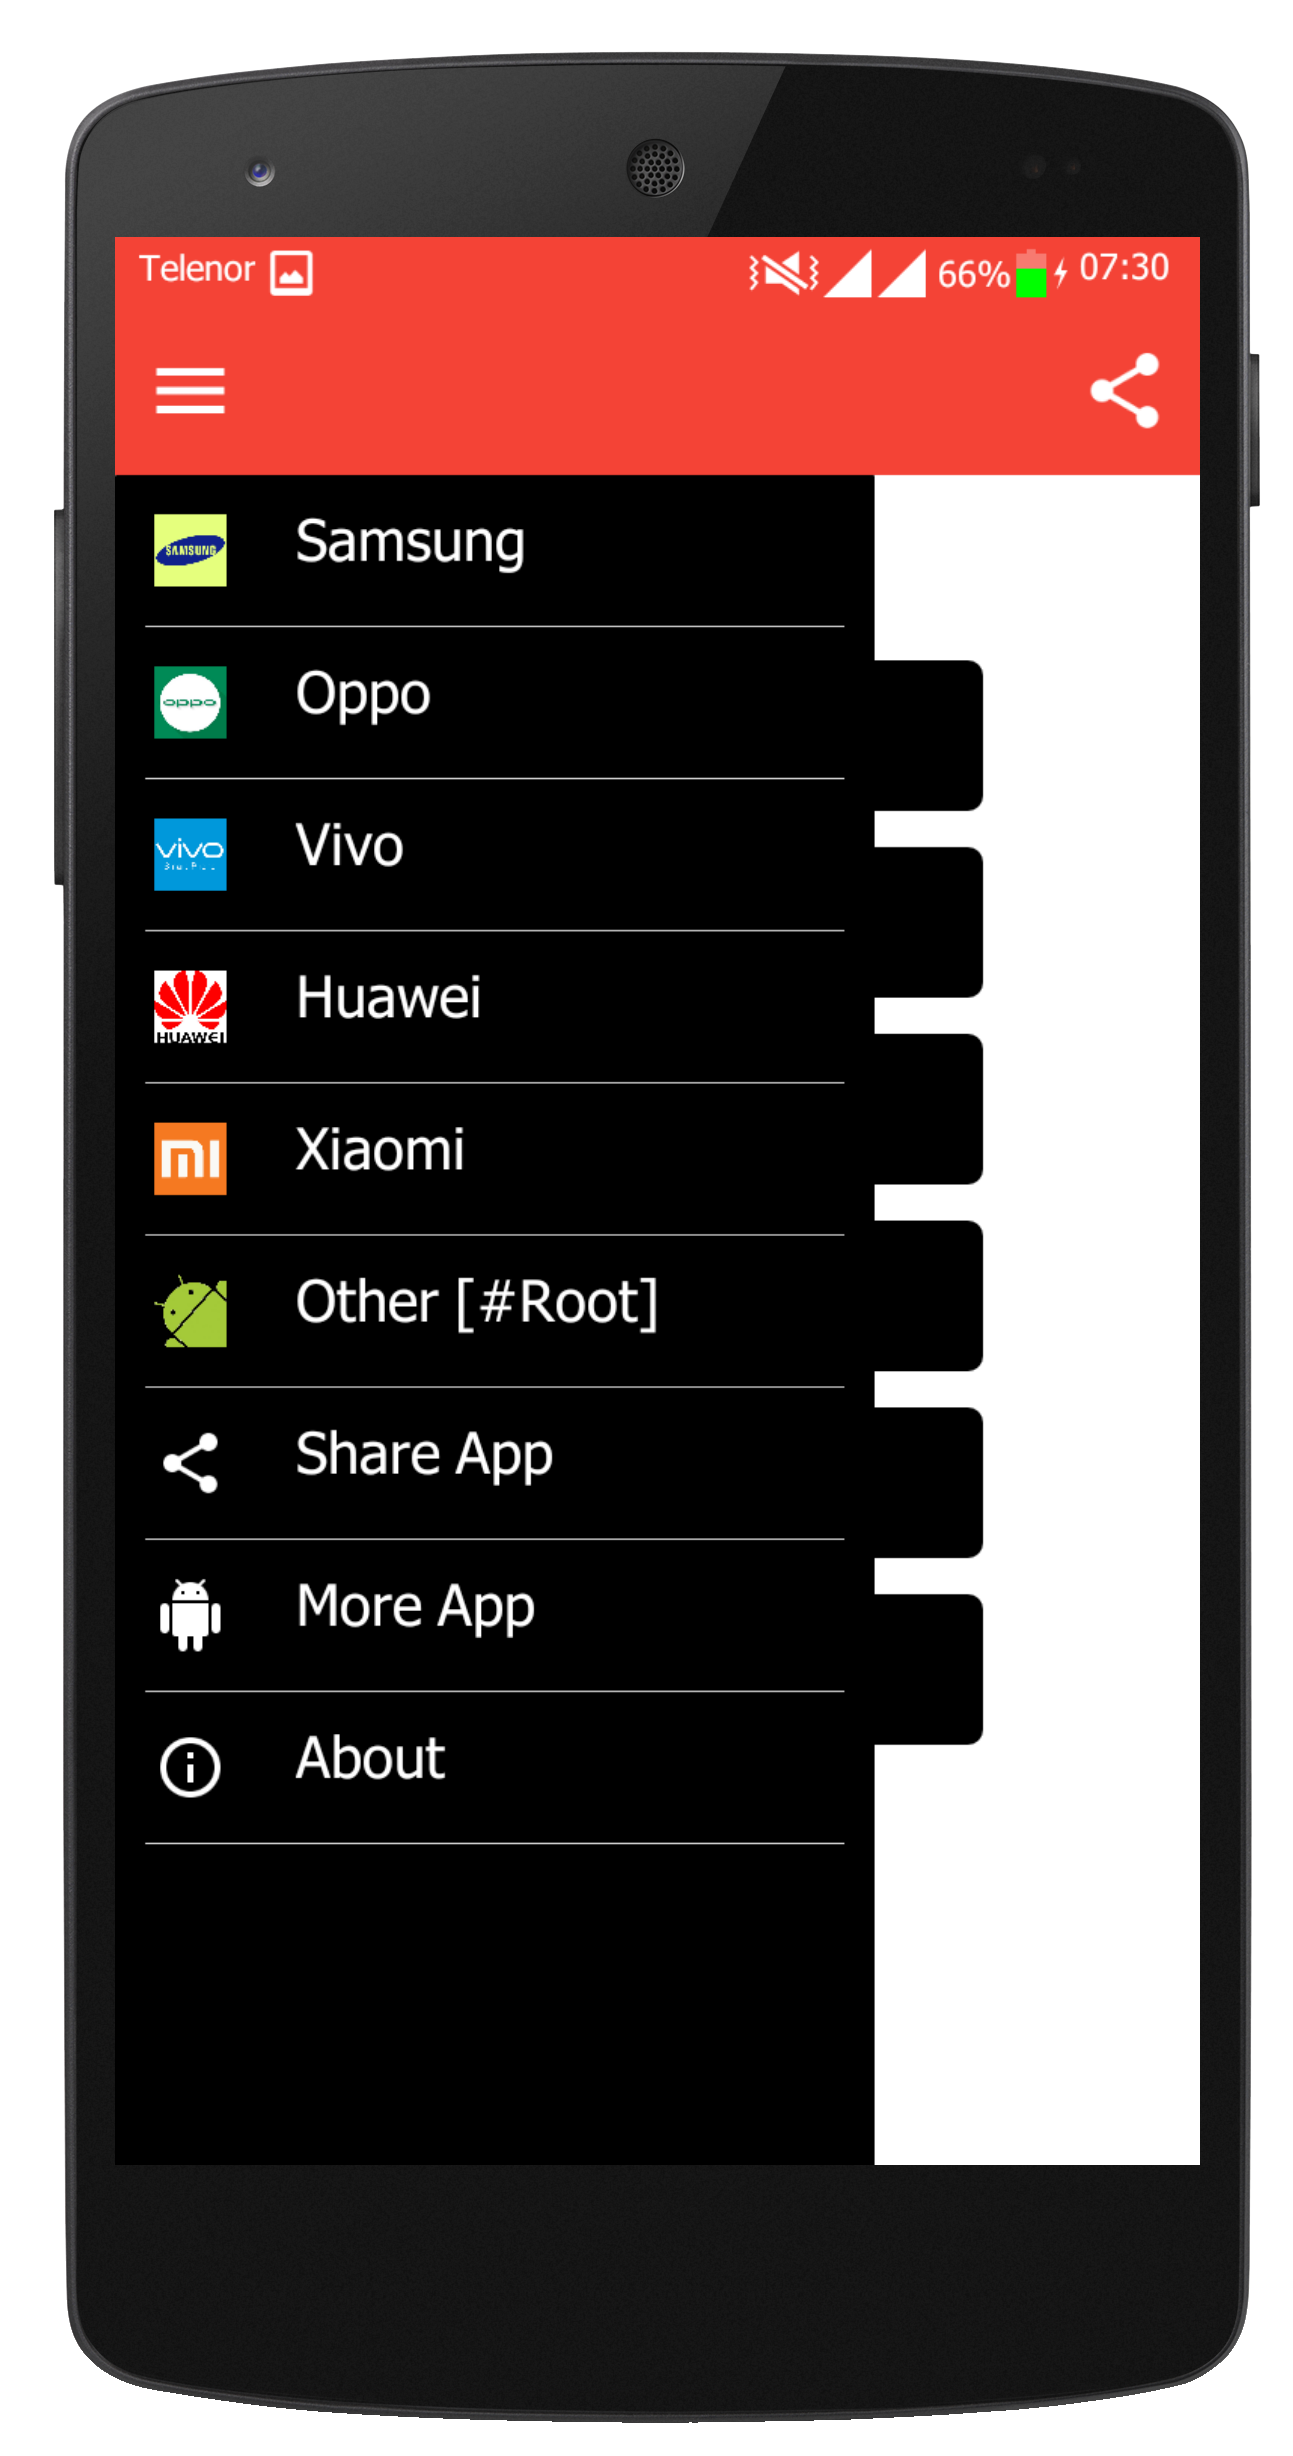 Telenor 66% 07:30
SAMSUNG Samsung
oppo Oppo
vivo Vivo
HUAWEI Huawei
mi Xiaomi
Other [#Root]
Share App
More App
About